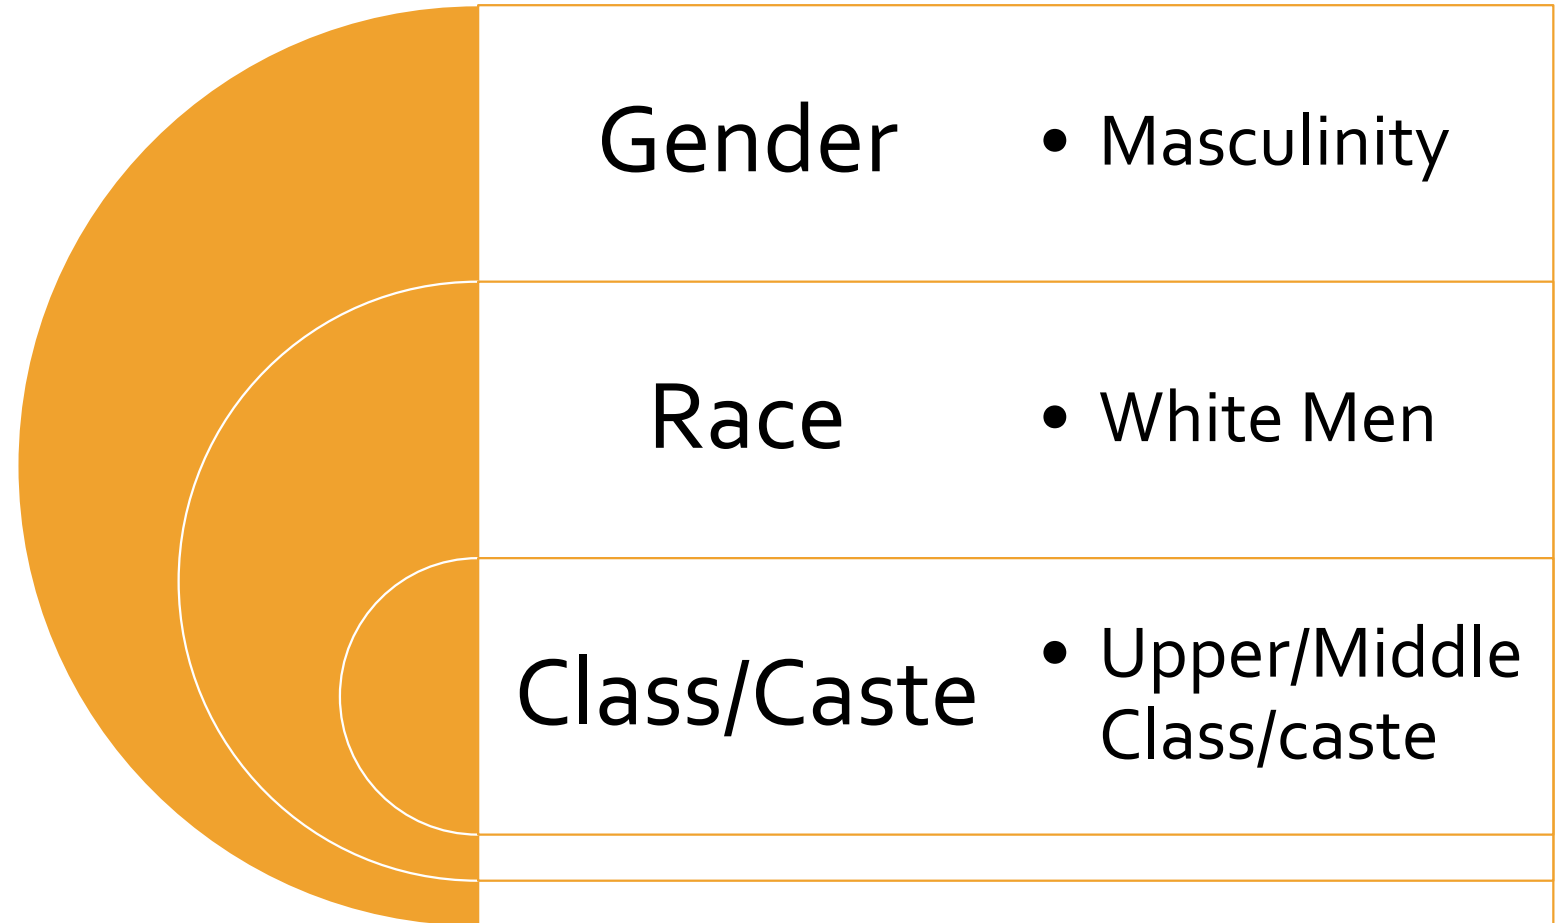 Gender
• Masculinity
Race
• White Men
Class/Caste
• Upper/Middle
Class/caste